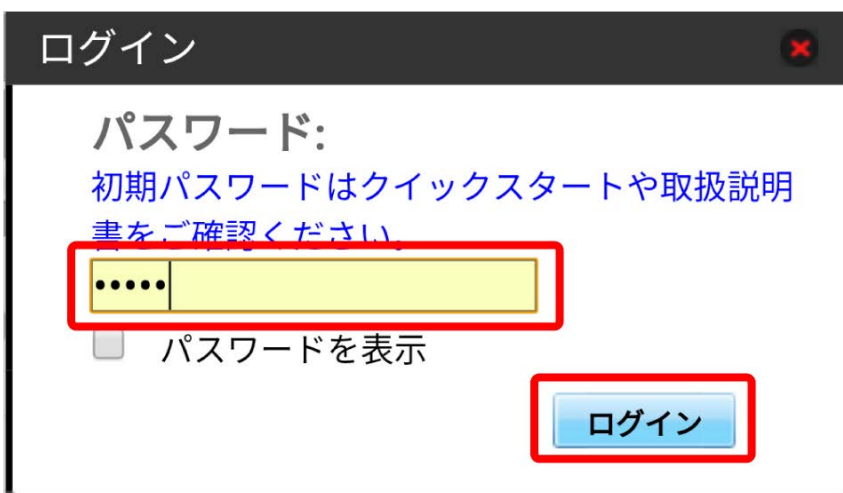 ログイン
パスワード:
初期パスワードはクイックスタートや取扱説明
書をご確認ください。
•••••
パスワードを表示
ログイン